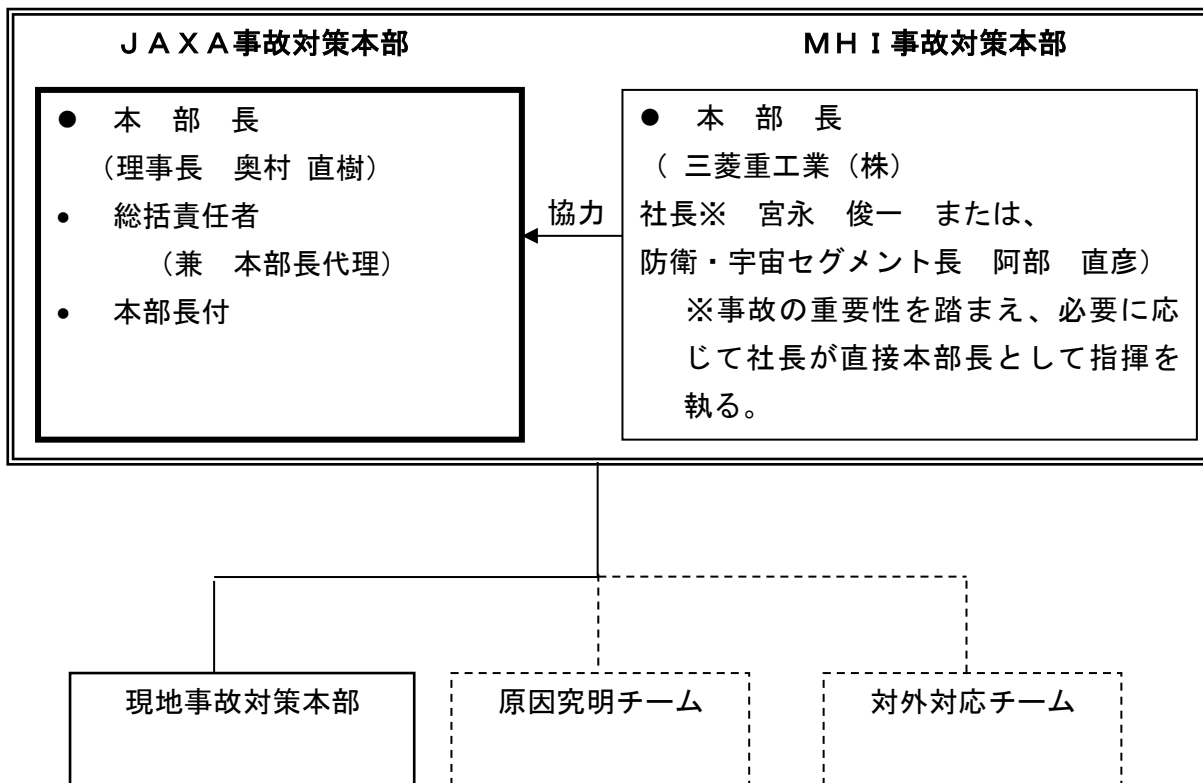 ＪＡＸＡ事故対策本部
● 本 部 長
（理事長 奥村 直樹）
• 総括責任者
（兼 本部長代理）
• 本部長付
協力
ＭＨＩ事故対策本部
● 本 部 長
（ 三菱重工業（株）
社長※ 宮永 俊一 または、
防衛・宇宙セグメント長 阿部 直彦）
※事故の重要性を踏まえ、必要に応
じて社長が直接本部長として指揮を
執る。
現地事故対策本部
原因究明チーム
対外対応チーム